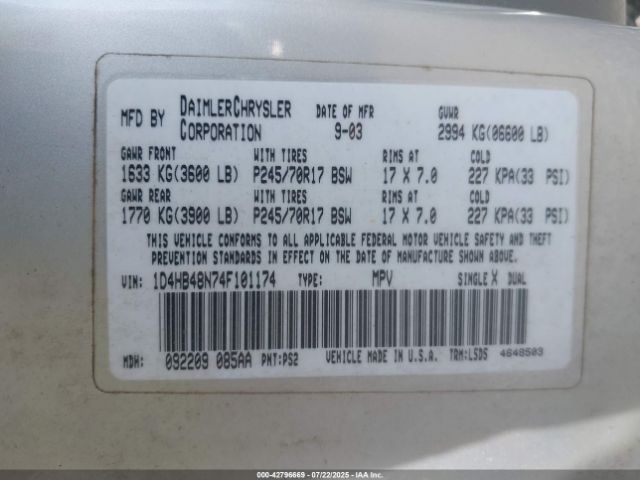 MFD BY DAIMLERCHRYSLER CORPORATION DATE OF MFR 9-03 GVWR 2994 KG(06600 LB)
GAWR FRONT WITH TIRES RIMS AT COLD
1633 KG(3600 LB) P245/70R17 BSW 17 X 7.0 227 KPA(33 PSI)
GAWR REAR WITH TIRES RIMS AT COLD
1770 KG(3900 LB) P245/70R17 BSW 17 X 7.0 227 KPA(33 PSI)
THIS VEHICLE CONFORMS TO ALL APPLICABLE FEDERAL MOTOR VEHICLE SAFETY AND THEFT
PREVENTION STANDARDS IN EFFECT ON THE DATE OF MANUFACTURE SHOWN ABOVE.
VIN: 1D4HB48N74F101174 TYPE: MPV SINGLE X DUAL
MDH: 092209 085AA PNT:PS2 VEHICLE MADE IN U.S.A. TRM:LSDS 4648503
000-42796669 - 07/22/2025 - IAAI.com